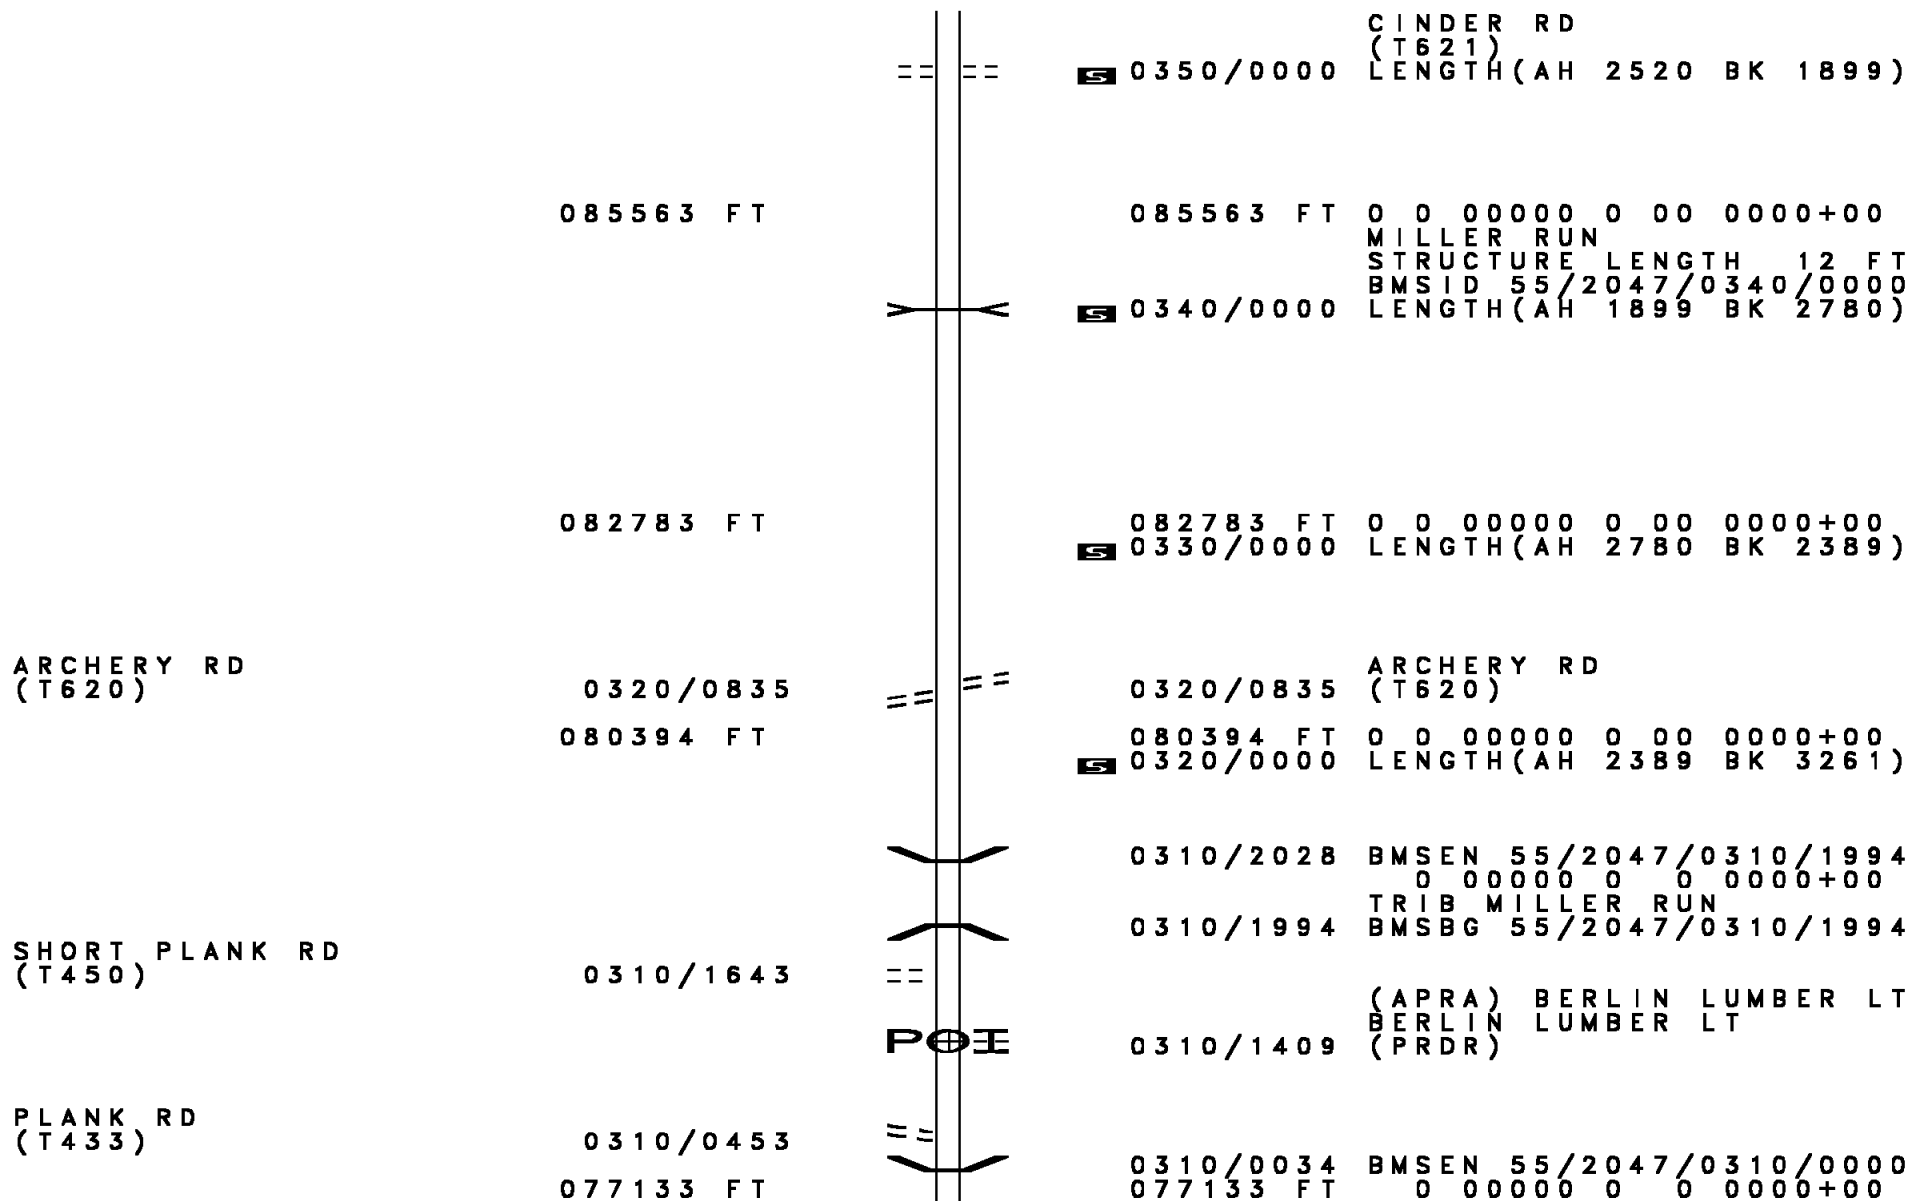 CINDER RD
(T621)
S 0350/0000 LENGTH(AH 2520 BK 1899)
085563 FT 085563 FT 0 0 00000 0 00 0000+00
MILLER RUN
STRUCTURE LENGTH 12 FT
BMSID 55/2047/0340/0000
S 0340/0000 LENGTH(AH 1899 BK 2780)
082783 FT 082783 FT 0 0 00000 0 00 0000+00
S 0330/0000 LENGTH(AH 2780 BK 2389)
ARCHERY RD ARCHERY RD
(T620) 0320/0835 0320/0835 (T620)
080394 FT 080394 FT 0 0 00000 0 00 0000+00
S 0320/0000 LENGTH(AH 2389 BK 3261)
0310/2028 BMSEN 55/2047/0310/1994
0 00000 0 0 0000+00
TRIB MILLER RUN
0310/1994 BMSBG 55/2047/0310/1994
SHORT PLANK RD
(T450) 0310/1643
(APRA) BERLIN LUMBER LT
BERLIN LUMBER LT
POI 0310/1409 (PRDR)
PLANK RD
(T433) 0310/0453
0310/0034 BMSEN 55/2047/0310/0000
077133 FT 077133 FT 0 00000 0 0 0000+00